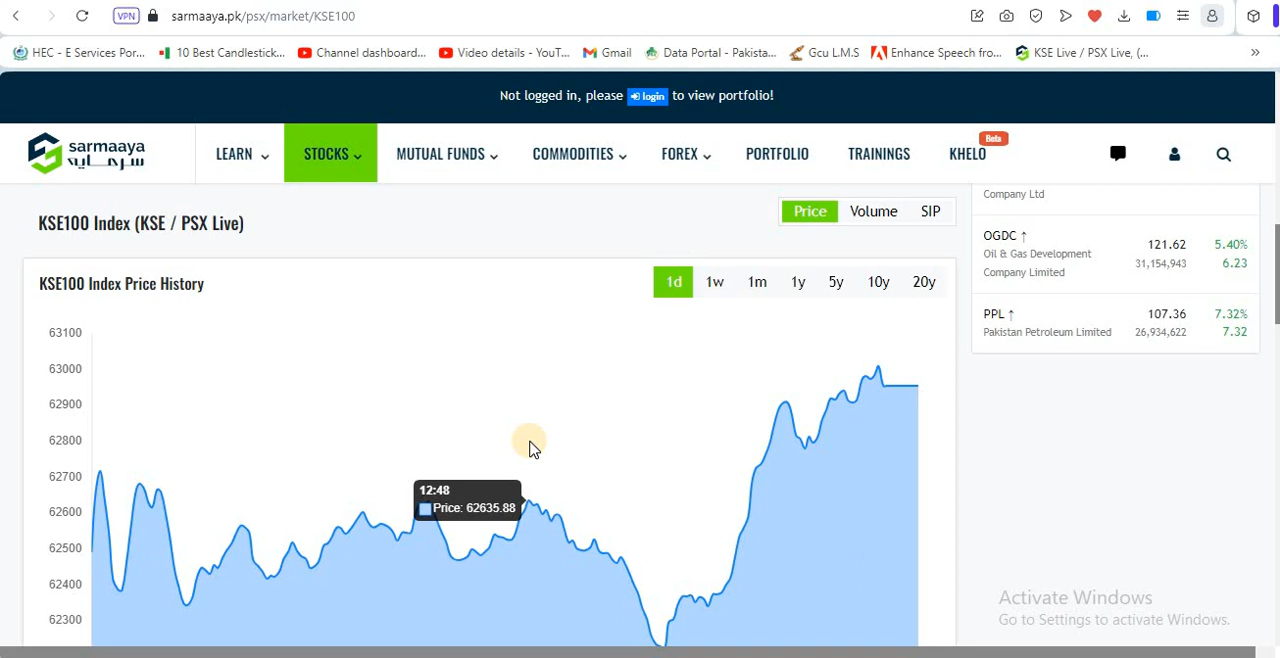 VPN
sarmaaya.pk/psx/market/KSE100
HEC - E Services Por...
10 Best Candlestick...
Channel dashboard...
Video details - YouT...
Gmail
Data Portal - Pakista...
Gcu L.M.S
Enhance Speech fro...
KSE Live / PSX Live, (...
»
Not logged in, please login to view portfolio!
sarmaaya
سرمایہ
LEARN
STOCKS
MUTUAL FUNDS
COMMODITIES
FOREX
PORTFOLIO
TRAININGS
KHELO
Beta
KSE100 Index (KSE / PSX Live)
Price
Volume
SIP
KSE100 Index Price History
1d
1w
1m
1y
5y
10y
20y
63100
63000
62900
62800
62700
62600
62500
62400
62300
12:48
Price: 62635.88
Company Ltd
OGDC ↑
Oil & Gas Development
Company Limited
121.62
31,154,943
5.40%
6.23
PPL ↑
Pakistan Petroleum Limited
107.36
26,934,622
7.32%
7.32
Activate Windows
Go to Settings to activate Windows.